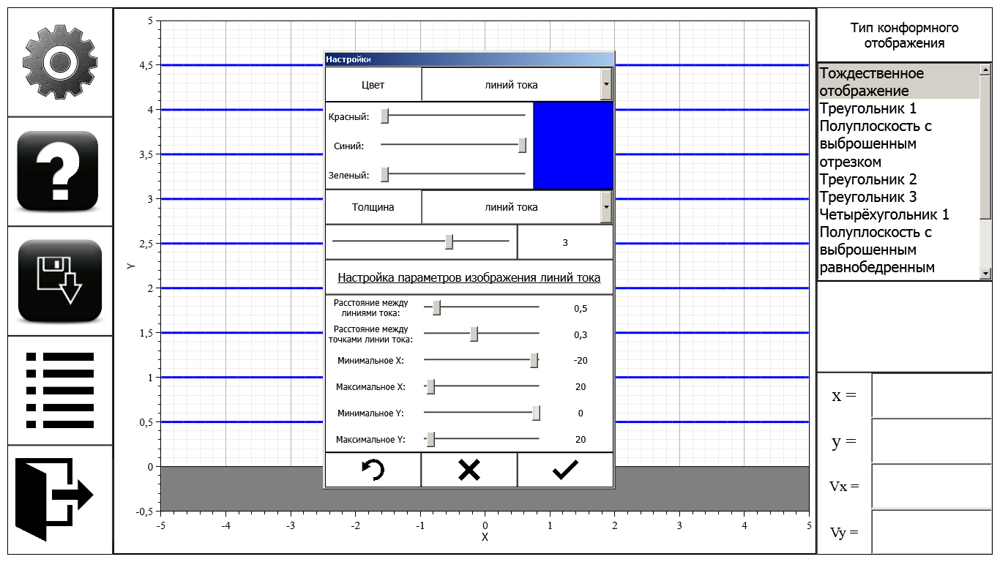 5
4,5
4
3,5
3
2,5
2
1,5
1
0,5
0
-0,5
Y
-5
-4
-3
-2
-1
0
1
2
3
4
5
X
Настройки
Цвет
линий тока
Красный:
Синий:
Зеленый:
Толщина
линий тока
3
Настройка параметров изображения линий тока
Расстояние между
линиями тока:
0,5
Расстояние между
точками линии тока:
0,3
Минимальное X:
-20
Максимальное X:
20
Минимальное Y:
0
Максимальное Y:
20
Тип конформного
отображения
Тождественное
отображение
Треугольник 1
Полуплоскость с
выброшенным
отрезком
Треугольник 2
Треугольник 3
Четырёхугольник 1
Полуплоскость с
выброшенным
равнобедренным
x =
y =
Vx =
Vy =